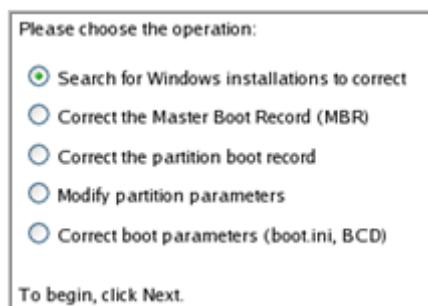 Please choose the operation:
Search for Windows installations to correct
Correct the Master Boot Record (MBR)
Correct the partition boot record
Modify partition parameters
Correct boot parameters (boot.ini, BCD)
To begin, click Next.